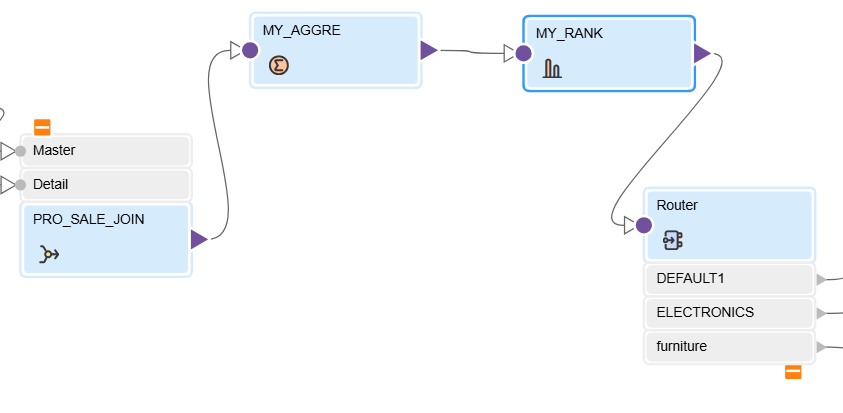 MY_AGGRE
MY_RANK
Master
Detail
PRO_SALE_JOIN
Router
DEFAULT1
ELECTRONICS
furniture